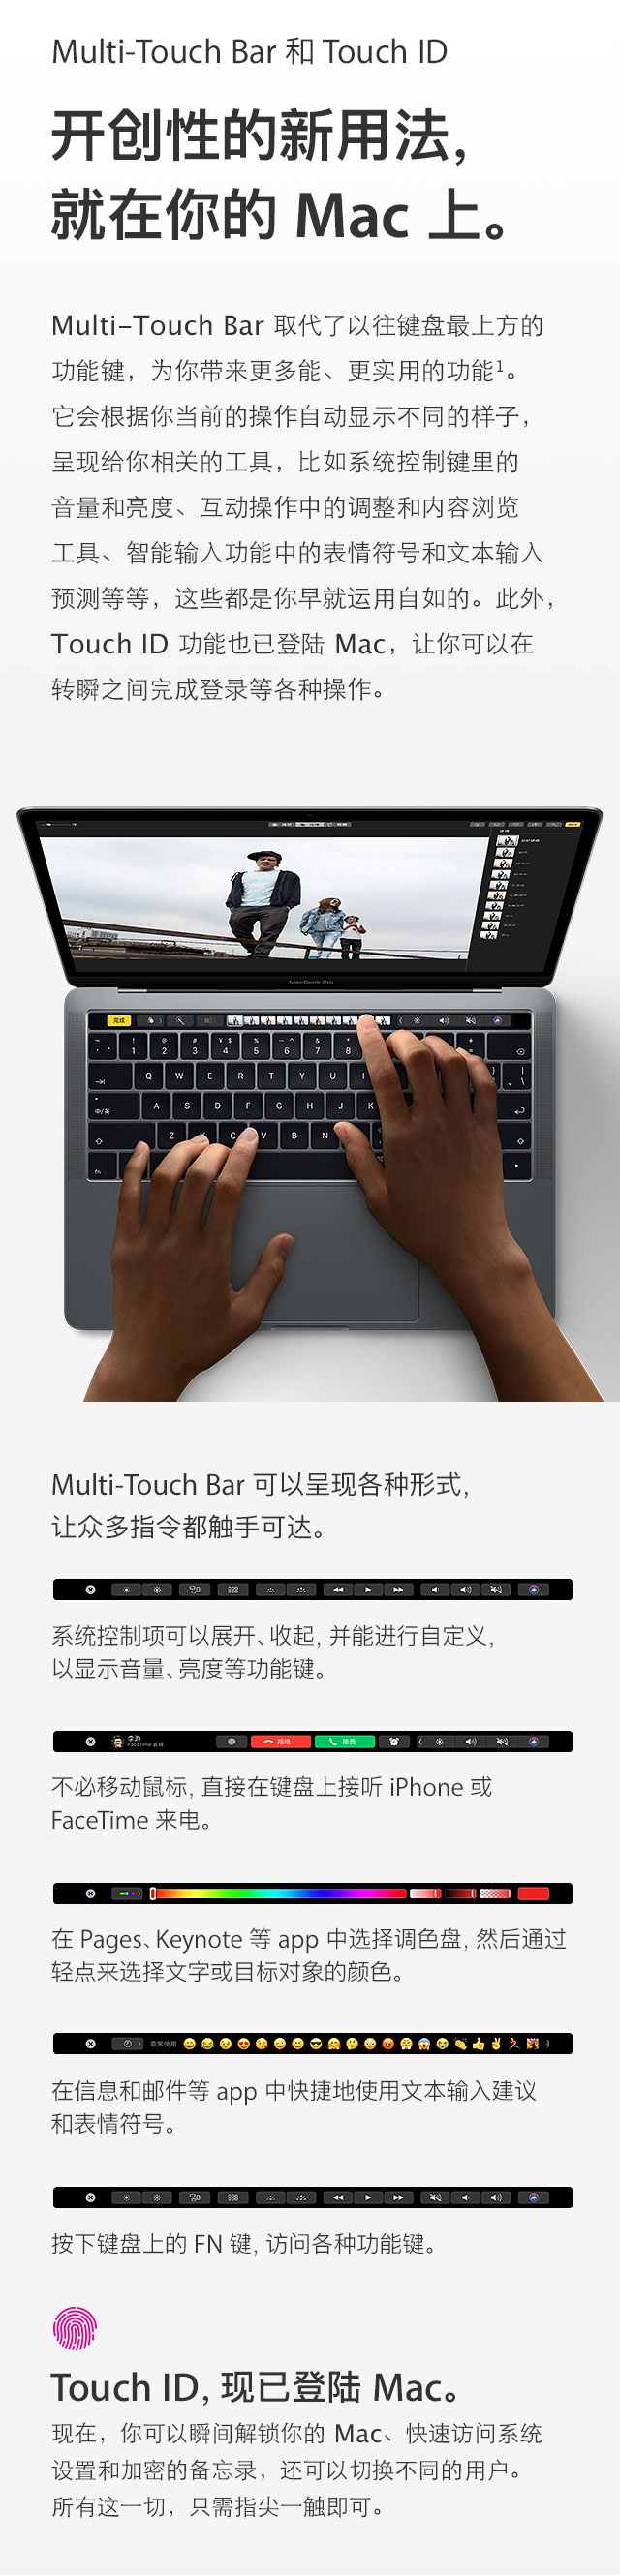 Multi-Touch Bar 和 Touch ID
开创性的新用法,
就在你的 Mac 上。
Multi-Touch Bar 取代了以往键盘最上方的
功能键，为你带来更多能、更实用的功能¹。
它会根据你当前的操作自动显示不同的样子，
呈现给你相关的工具，比如系统控制键里的
音量和亮度、互动操作中的调整和内容浏览
工具、智能输入功能中的表情符号和文本输入
预测等等，这些都是你早就运用自如的。此外，
Touch ID 功能也已登陆 Mac，让你可以在
转瞬之间完成登录等各种操作。
MacBook Pro
完成
! @ # ¥ $ % & *
1 2 3 4 5 6 7 8
Q W E R T Y U
中/英 A S D F G H J K
Z X C V B N
fn
Multi-Touch Bar 可以呈现各种形式,
让众多指令都触手可达。
系统控制项可以展开、收起, 并能进行自定义,
以显示音量、亮度等功能键。
李游
FaceTime 音频
拒绝 接受
不必移动鼠标, 直接在键盘上接听 iPhone 或
FaceTime 来电。
在 Pages、Keynote 等 app 中选择调色盘, 然后通过
轻点来选择文字或目标对象的颜色。
最常使用
在信息和邮件等 app 中快捷地使用文本输入建议
和表情符号。
按下键盘上的 FN 键, 访问各种功能键。
Touch ID, 现已登陆 Mac。
现在，你可以瞬间解锁你的 Mac、快速访问系统
设置和加密的备忘录，还可以切换不同的用户。
所有这一切，只需指尖一触即可。